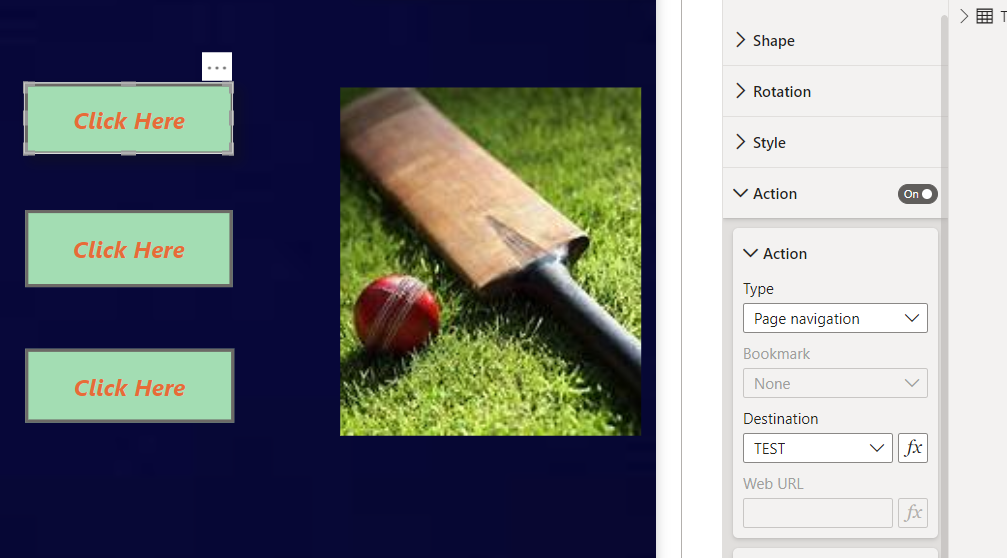 Click Here
Click Here
Click Here
Shape
Rotation
Style
Action
On
Action
Type
Page navigation
Bookmark
None
Destination
TEST
fx
Web URL
fx
T